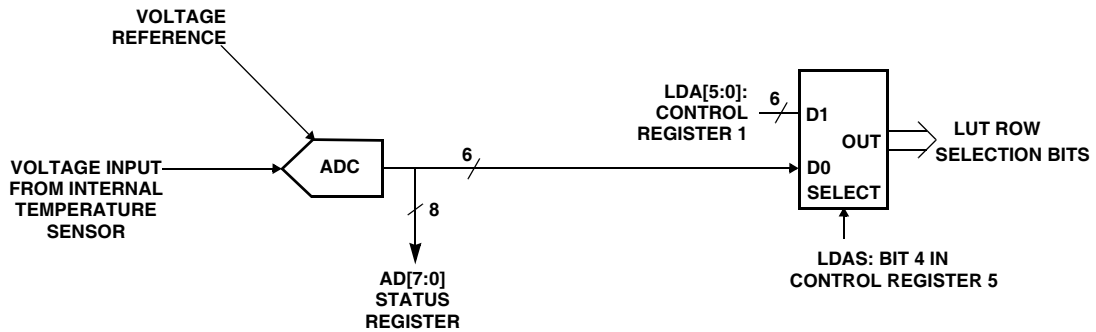 VOLTAGE
REFERENCE
VOLTAGE INPUT
FROM INTERNAL
TEMPERATURE
SENSOR
ADC
6
8
AD[7:0]
STATUS
REGISTER
LDA[5:0]:
CONTROL
REGISTER 1
6
D1
OUT
D0
SELECT
LUT ROW
SELECTION BITS
LDAS: BIT 4 IN
CONTROL REGISTER 5